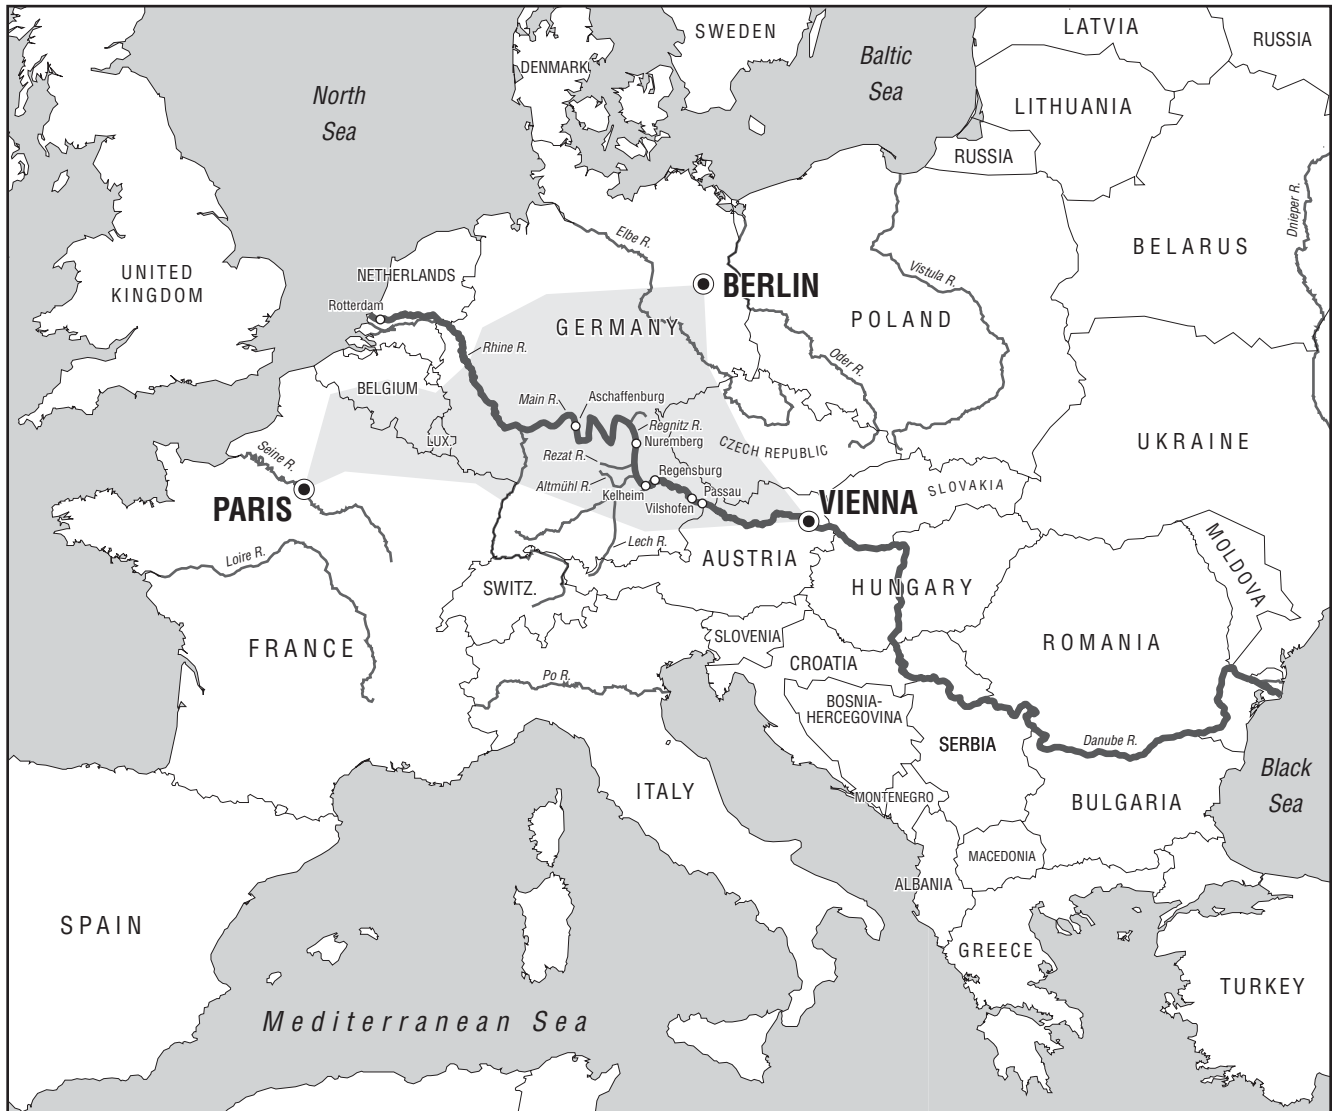 SWEDEN
LATVIA
RUSSIA
DENMARK
Baltic
Sea
North
Sea
LITHUANIA
RUSSIA
Dnieper R.
Elbe R.
BELARUS
UNITED
KINGDOM
NETHERLANDS
Vistula R.
BERLIN
Rotterdam
GERMANY
POLAND
Rhine R.
Oder R.
BELGIUM
Main R.
Aschaffenburg
Regnitz R.
LUX.
Nuremberg
CZECH REPUBLIC
UKRAINE
Seine R.
Rezat R.
Regensburg
Altmühl R.
Kelheim
Passau
SLOVAKIA
PARIS
Vilshofen
VIENNA
Loire R.
Lech R.
AUSTRIA
MOLDOVA
SWITZ.
HUNGARY
FRANCE
SLOVENIA
ROMANIA
CROATIA
Po R.
BOSNIA-
HERCEGOVINA
SERBIA
Danube R.
Black
Sea
ITALY
MONTENEGRO
BULGARIA
MACEDONIA
ALBANIA
SPAIN
GREECE
TURKEY
Mediterranean Sea